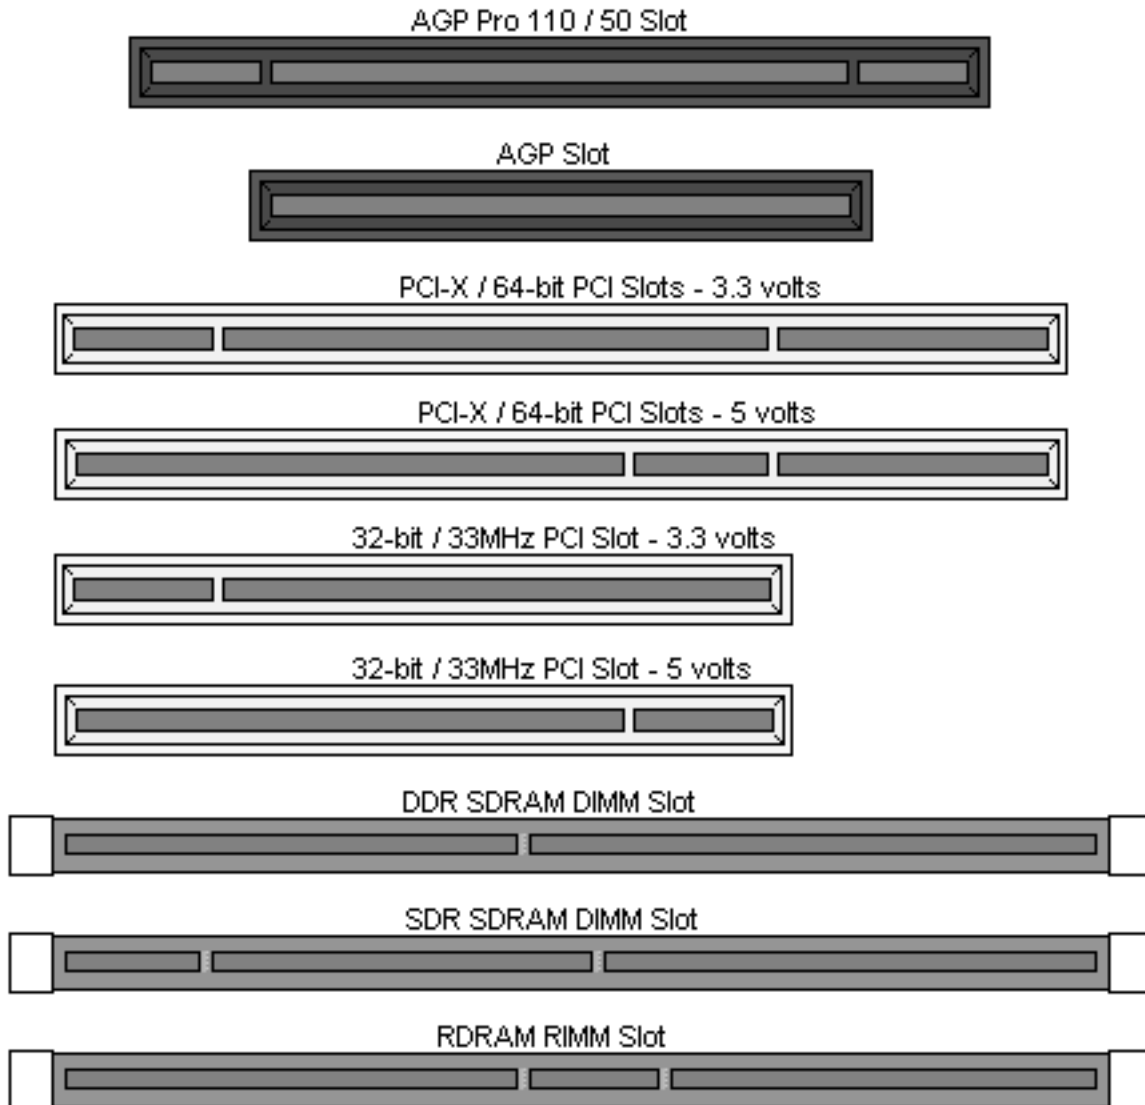 AGP Pro 110 / 50 Slot
AGP Slot
PCI-X / 64-bit PCI Slots - 3.3 volts
PCI-X / 64-bit PCI Slots - 5 volts
32-bit / 33MHz PCI Slot - 3.3 volts
32-bit / 33MHz PCI Slot - 5 volts
DDR SDRAM DIMM Slot
SDR SDRAM DIMM Slot
RDRAM RIMM Slot